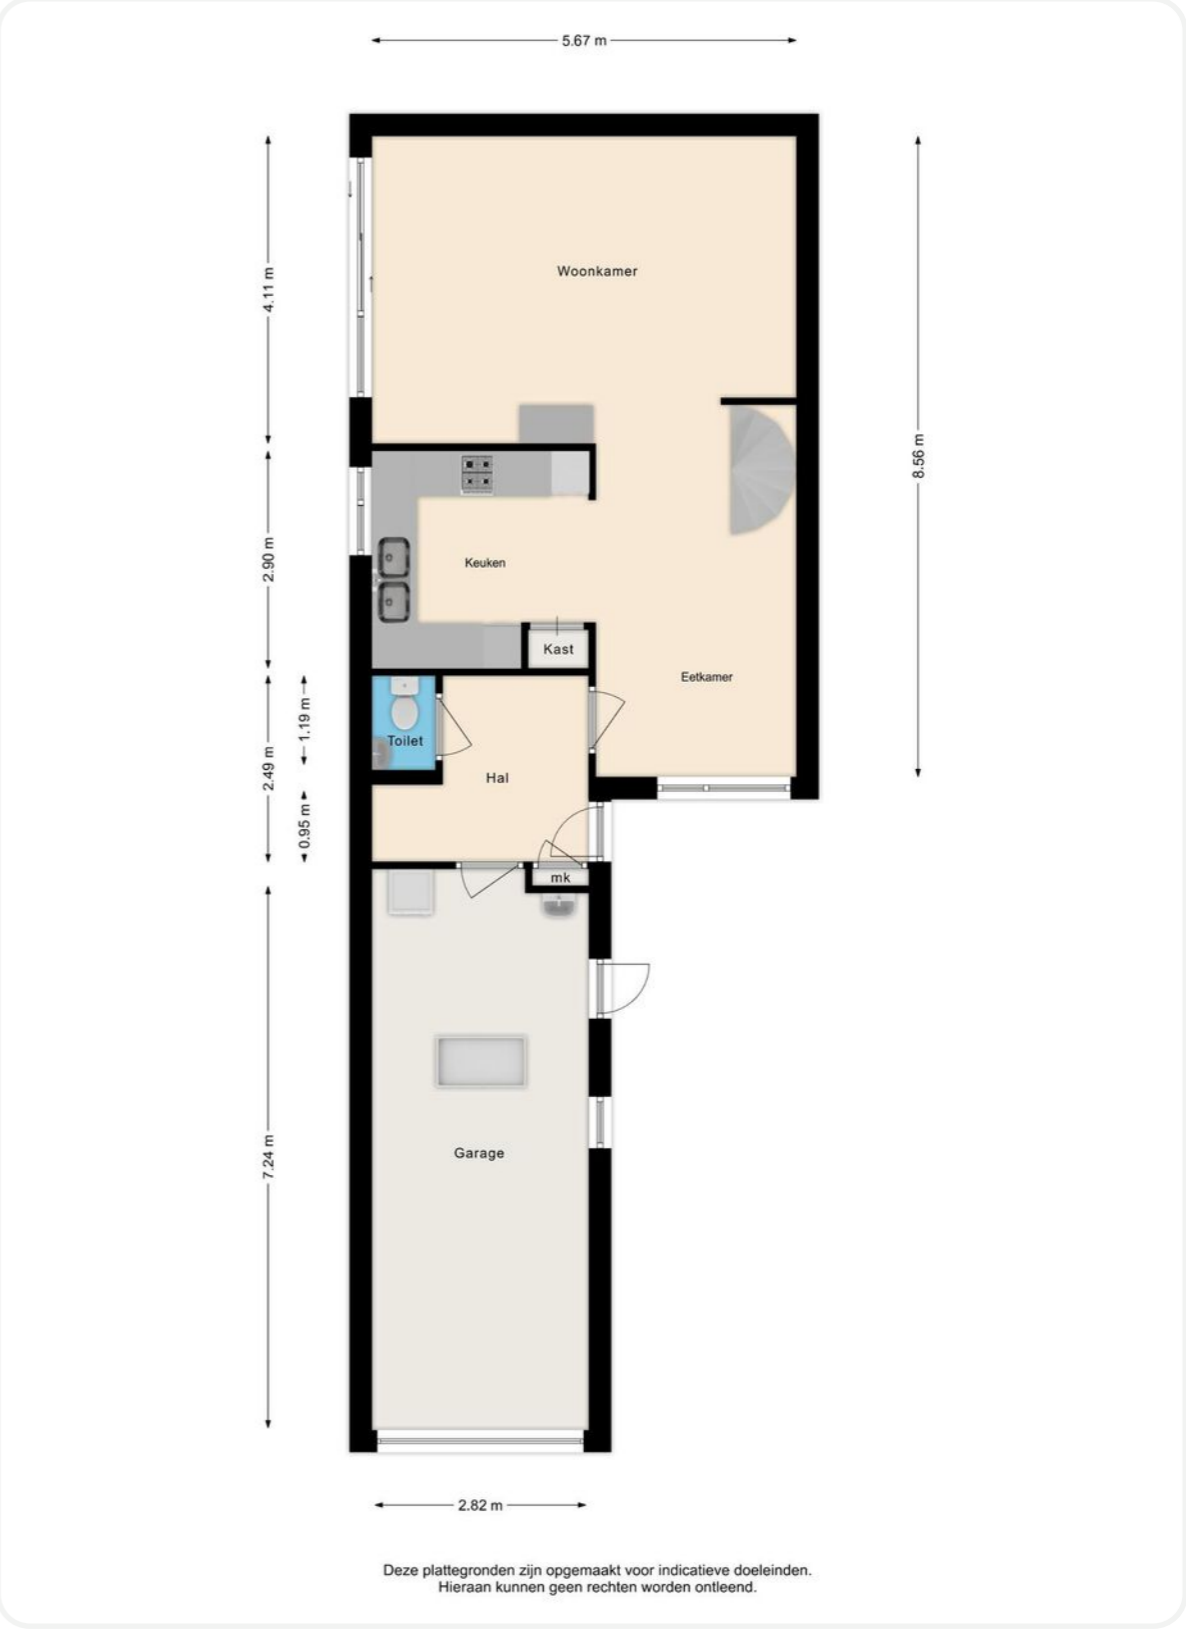 5.67 m
Woonkamer
4.11 m
8.56 m
2.90 m
Keuken
Kast
Eetkamer
1.19 m
2.49 m
Toilet
Hal
0.95 m
mk
7.24 m
Garage
2.82 m
Deze plattegronden zijn opgemaakt voor indicatieve doeleinden.
Hieraan kunnen geen rechten worden ontleend.